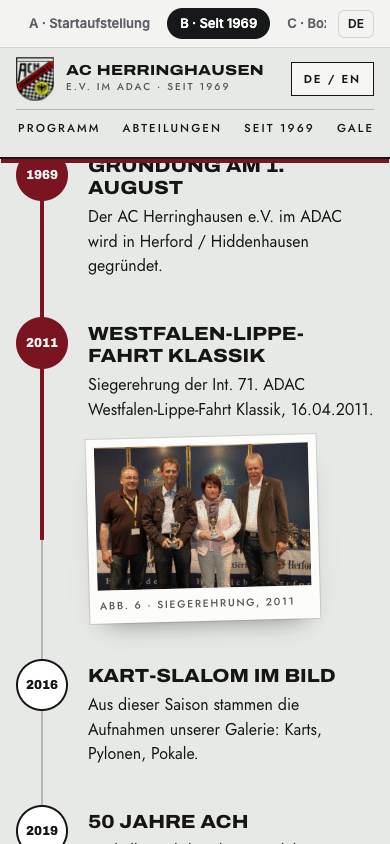 A · Startaufstellung
B · Seit 1969
C · Box
DE
ACH
AC HERRINGHAUSEN
E.V. IM ADAC · SEIT 1969
DE / EN
PROGRAMM ABTEILUNGEN SEIT 1969 GALE
1969
GRÜNDUNG AM 1.
AUGUST
Der AC Herringhausen e.V. im ADAC
wird in Herford / Hiddenhausen
gegründet.
2011
WESTFALEN-LIPPE-
FAHRT KLASSIK
Siegerehrung der Int. 71. ADAC
Westfalen-Lippe-Fahrt Klassik, 16.04.2011.
ABB. 6 · SIEGEREHRUNG, 2011
2016
KART-SLALOM IM BILD
Aus dieser Saison stammen die
Aufnahmen unserer Galerie: Karts,
Pylonen, Pokale.
2019
50 JAHRE ACH